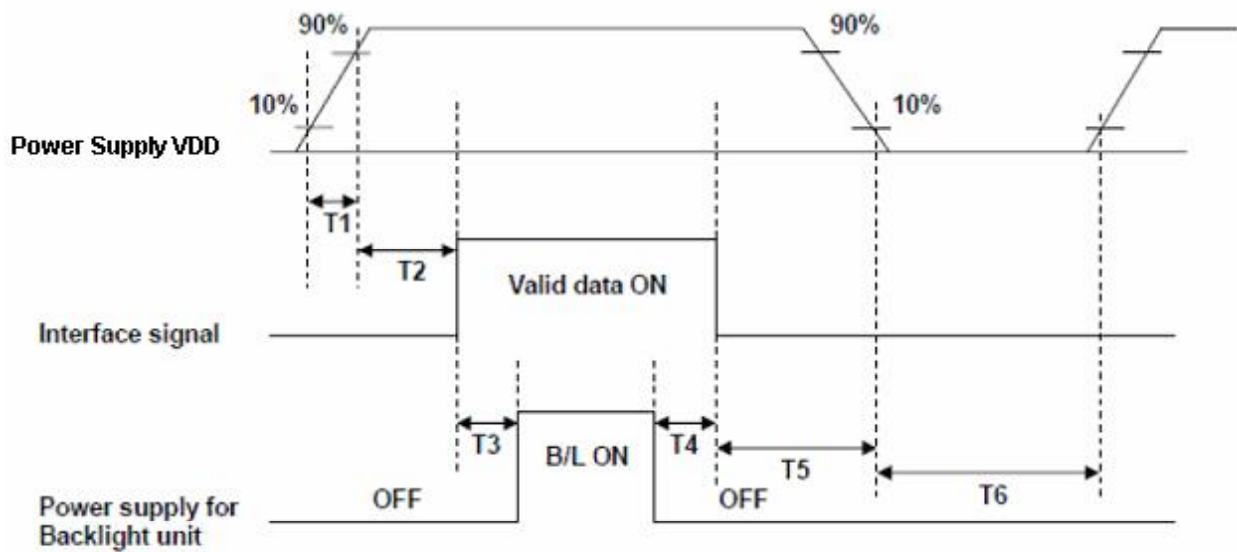 90%
90%
10%
10%
Power Supply VDD
T1
T2
Valid data ON
Interface signal
T3
B/L ON
T4
T5
T6
OFF
OFF
Power supply for
Backlight unit